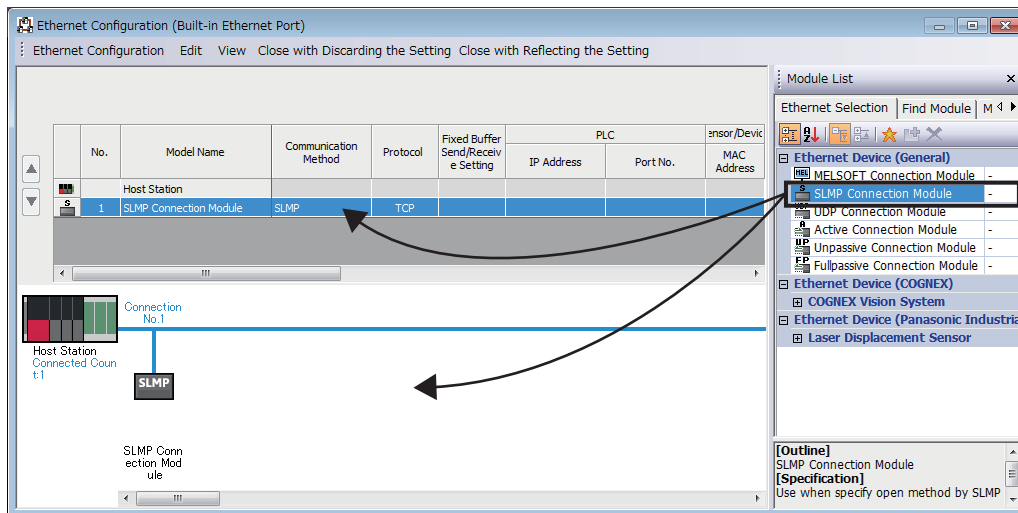 Ethernet Configuration (Built-in Ethernet Port)
Ethernet Configuration Edit View Close with Discarding the Setting Close with Reflecting the Setting
No.
Model Name
Communication
Method
Protocol
Fixed Buffer
Send/Receiv
e Setting
PLC
IP Address
Port No.
ensor/Devic
MAC
Address
Host Station
1 SLMP Connection Module SLMP TCP
Connection
No.1
Host Station
Connected Coun
t:1
SLMP
SLMP Conn
ection Mod
ule
Module List
Ethernet Selection Find Module M
Ethernet Device (General)
MELSOFT Connection Module -
SLMP Connection Module -
UDP Connection Module -
Active Connection Module -
Unpassive Connection Module -
Fullpassive Connection Module -
Ethernet Device (COGNEX)
COGNEX Vision System
Ethernet Device (Panasonic Industria
Laser Displacement Sensor
[Outline]
SLMP Connection Module
[Specification]
Use when specify open method by SLMP